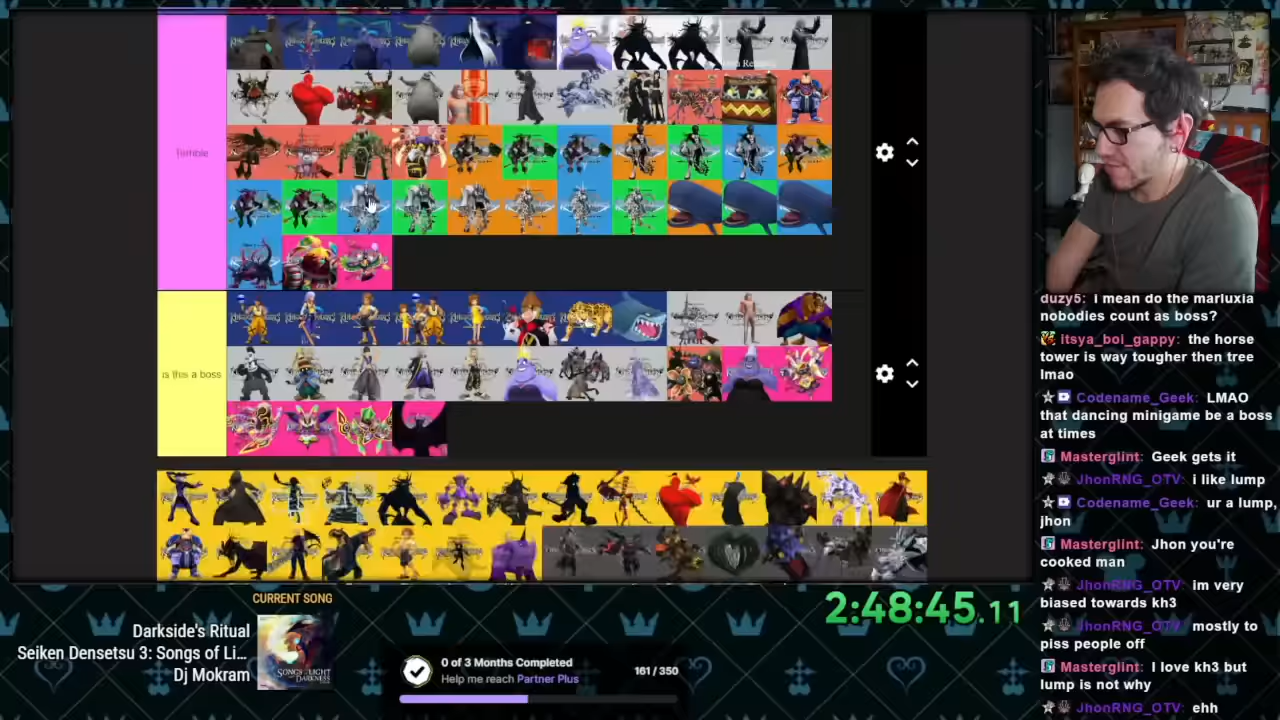 Terrible
is this a boss
duzy5: i mean do the marluxia
nobodies count as boss?
itsya_boi_gappy: the horse
tower is way tougher then tree
lmao
Codename_Geek: LMAO
that dancing minigame be a boss
at times
Masterglint: Geek gets it
JhonRNG_OTV: i like lump
Codename_Geek: ur a lump,
jhon
Masterglint: Jhon you're
cooked man
JhonRNG_OTV: im very
biased towards kh3
JhonRNG_OTV: mostly to
piss people off
Masterglint: I love kh3 but
lump is not why
JhonRNG_OTV: ehh
2:48:45.11
CURRENT SONG
Darkside's Ritual
Seiken Densetsu 3: Songs of Li...
Dj Mokram
SONGS OF LIGHT
DARKNESS
0 of 3 Months Completed
Help me reach Partner Plus
161 / 350